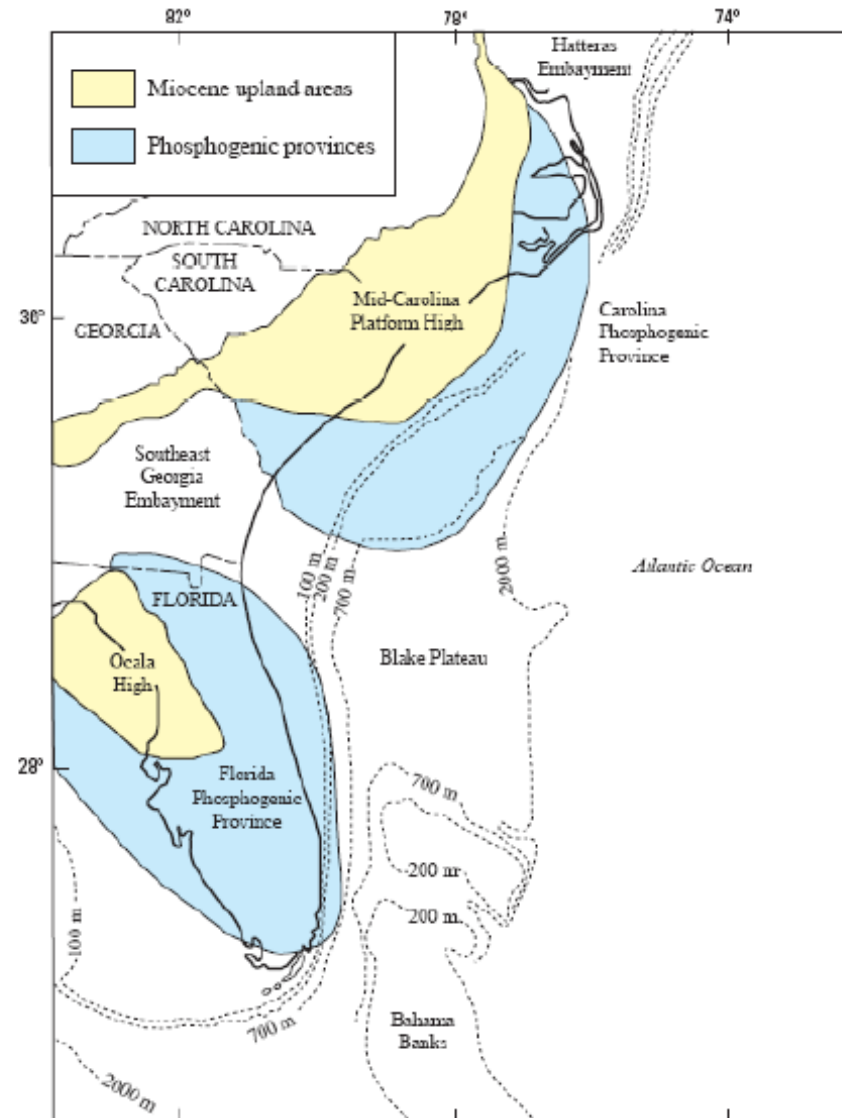 82°
78°
74°
Hatteras
Embayment
Miocene upland areas
Phosphogenic provinces
NORTH CAROLINA
SOUTH
CAROLINA
GEORGIA
36°
Mid-Carolina
Platform High
Carolina
Phosphogenic
Province
Southeast
Georgia
Embayment
100 m
200 m
700 m
2000 m
Atlantic Ocean
FLORIDA
Ocala
High
Blake Plateau
28°
Florida
Phosphogenic
Province
700 m
200 m
200 m
100 m
700 m
Bahama
Banks
2000 m